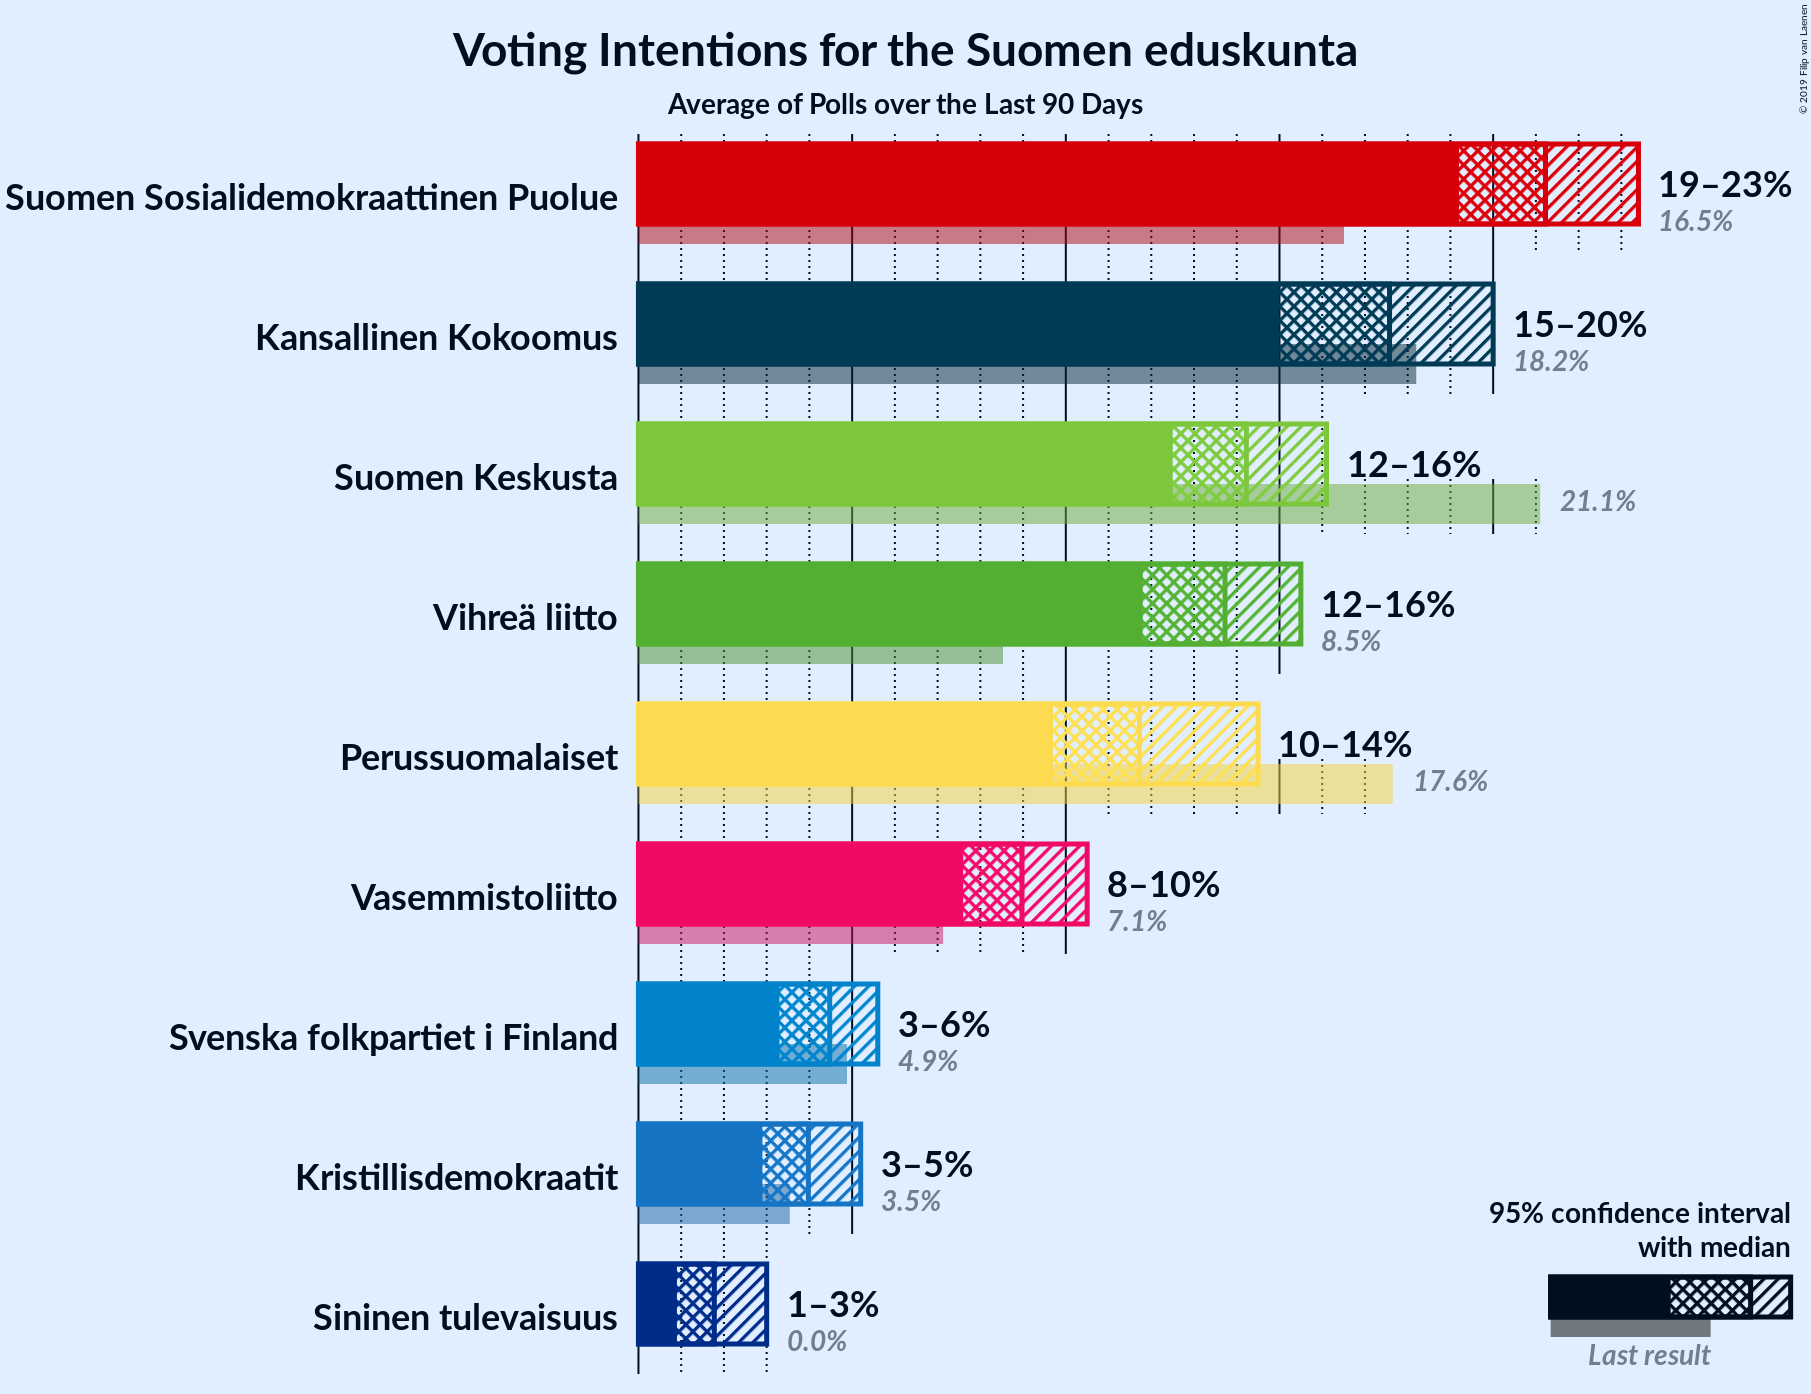 Voting Intentions for the Suomen eduskunta
Average of Polls over the Last 90 Days
© 2019 Filip van Laenen
Suomen Sosialidemokraattinen Puolue
19–23%
16.5%
Kansallinen Kokoomus
15–20%
18.2%
Suomen Keskusta
12–16%
21.1%
Vihreä liitto
12–16%
8.5%
Perussuomalaiset
10–14%
17.6%
Vasemmistoliitto
8–10%
7.1%
Svenska folkpartiet i Finland
3–6%
4.9%
Kristillisdemokraatit
3–5%
3.5%
Sininen tulevaisuus
1–3%
0.0%
95% confidence interval
with median
Last result